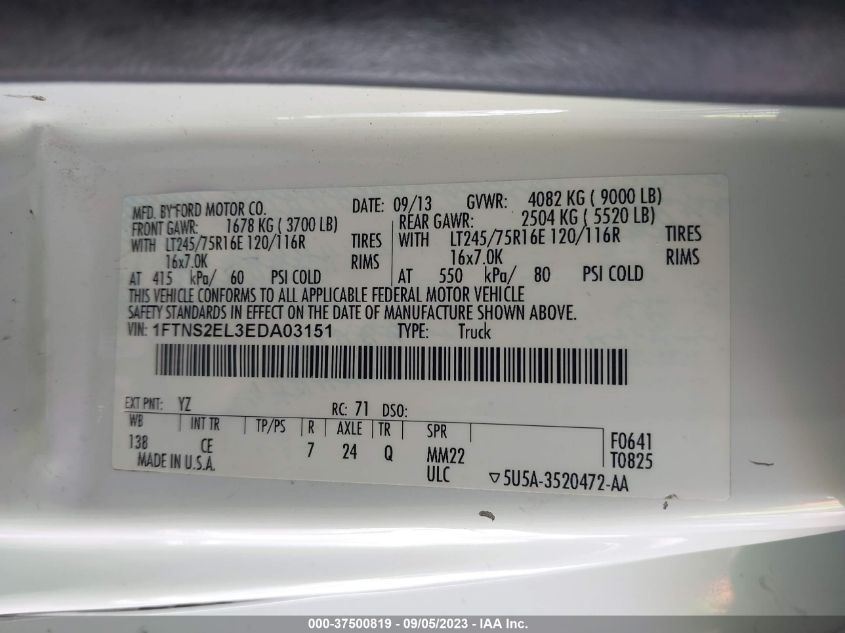 MFD. BY FORD MOTOR CO. DATE: 09/13 GVWR: 4082 KG ( 9000 LB)
FRONT GAWR: 1678 KG ( 3700 LB) REAR GAWR: 2504 KG ( 5520 LB)
WITH LT245/75R16E 120/116R TIRES WITH LT245/75R16E 120/116R TIRES
16x7.0K RIMS 16x7.0K RIMS
AT 415 kPa/ 60 PSI COLD AT 550 kPa/ 80 PSI COLD
THIS VEHICLE CONFORMS TO ALL APPLICABLE FEDERAL MOTOR VEHICLE
SAFETY STANDARDS IN EFFECT ON THE DATE OF MANUFACTURE SHOWN ABOVE.
VIN: 1FTNS2EL3EDA03151 TYPE: Truck
EXT PNT: YZ RC: 71 DSO:
WB INT TR TP/PS R AXLE TR SPR
138 CE 7 24 Q MM22 F0641
MADE IN U.S.A. ULC T0825
▽5U5A-3520472-AA
000-37500819 - 09/05/2023 - IAA Inc.